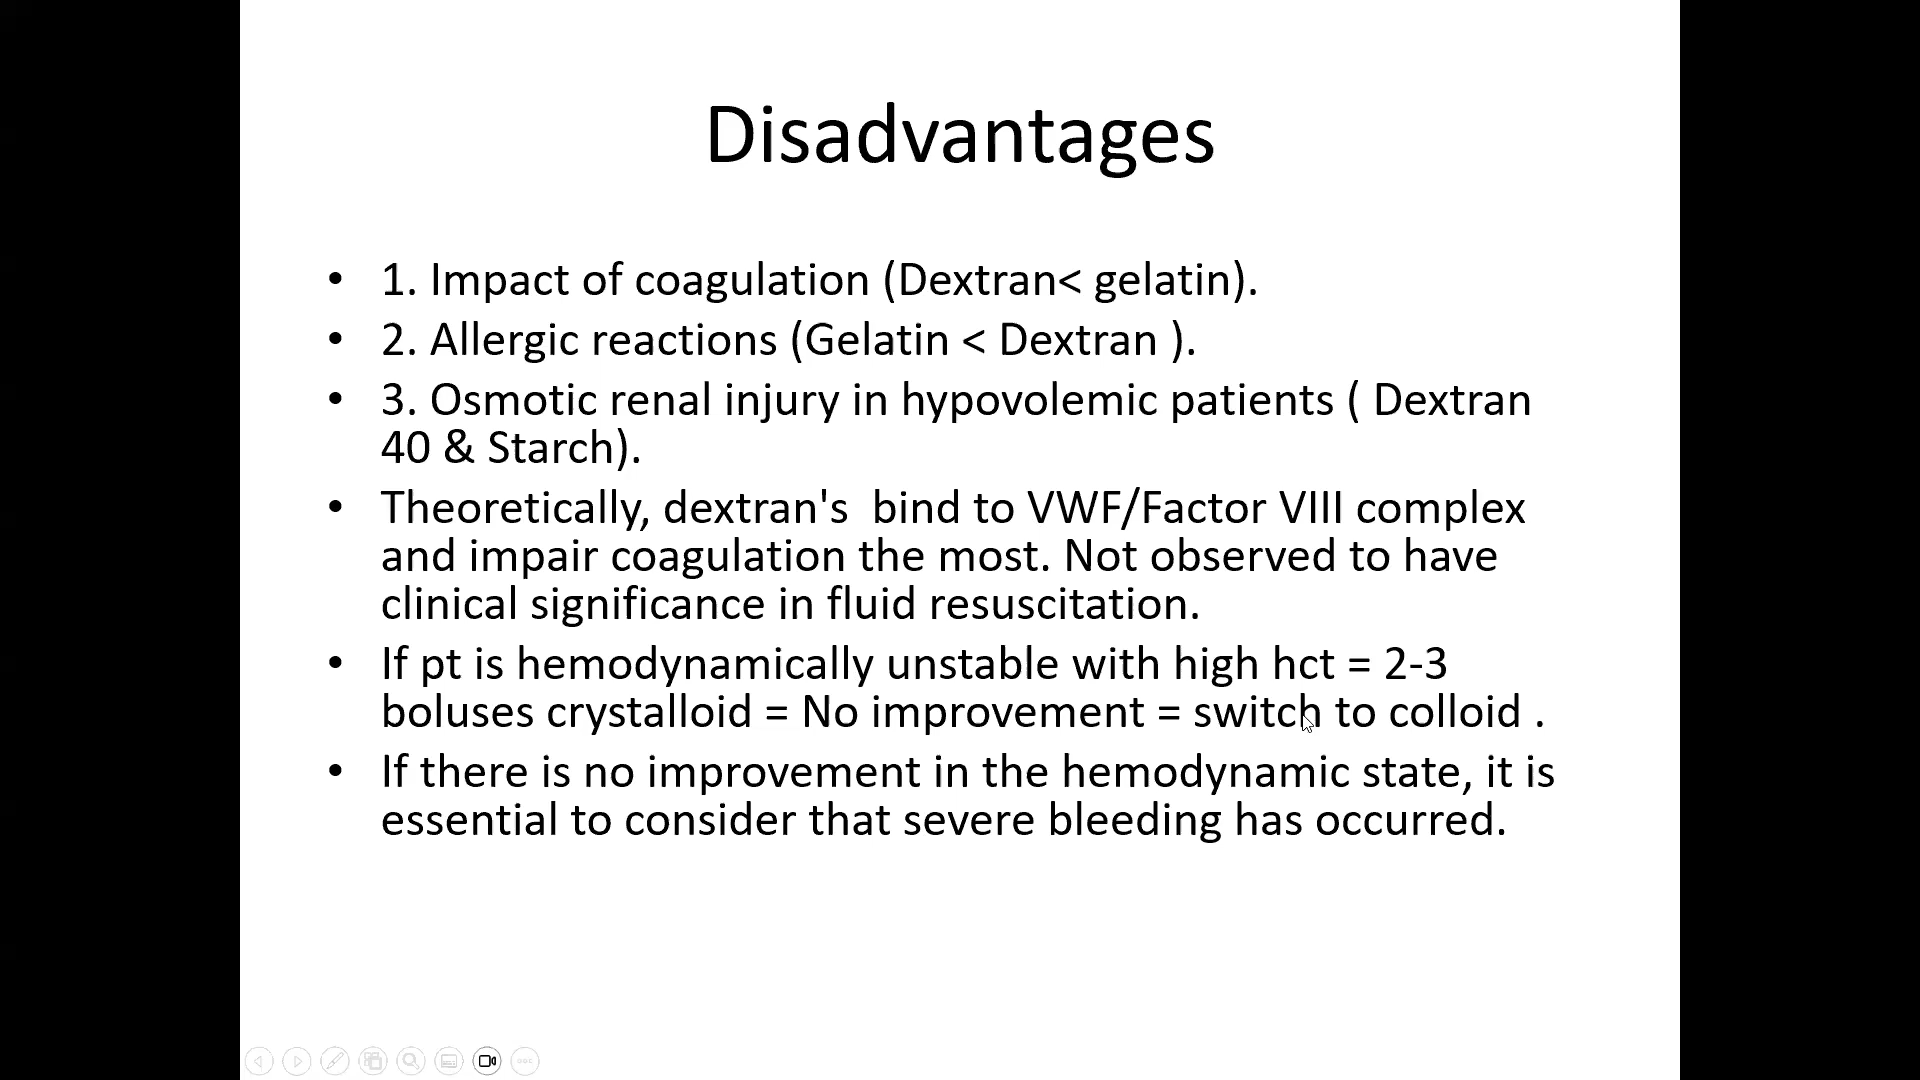 Disadvantages
• 1. Impact of coagulation (Dextran< gelatin).
• 2. Allergic reactions (Gelatin < Dextran ).
• 3. Osmotic renal injury in hypovolemic patients ( Dextran
40 & Starch).
• Theoretically, dextran's  bind to VWF/Factor VIII complex
and impair coagulation the most. Not observed to have
clinical significance in fluid resuscitation.
• If pt is hemodynamically unstable with high hct = 2-3
boluses crystalloid = No improvement = switch to colloid .
• If there is no improvement in the hemodynamic state, it is
essential to consider that severe bleeding has occurred.